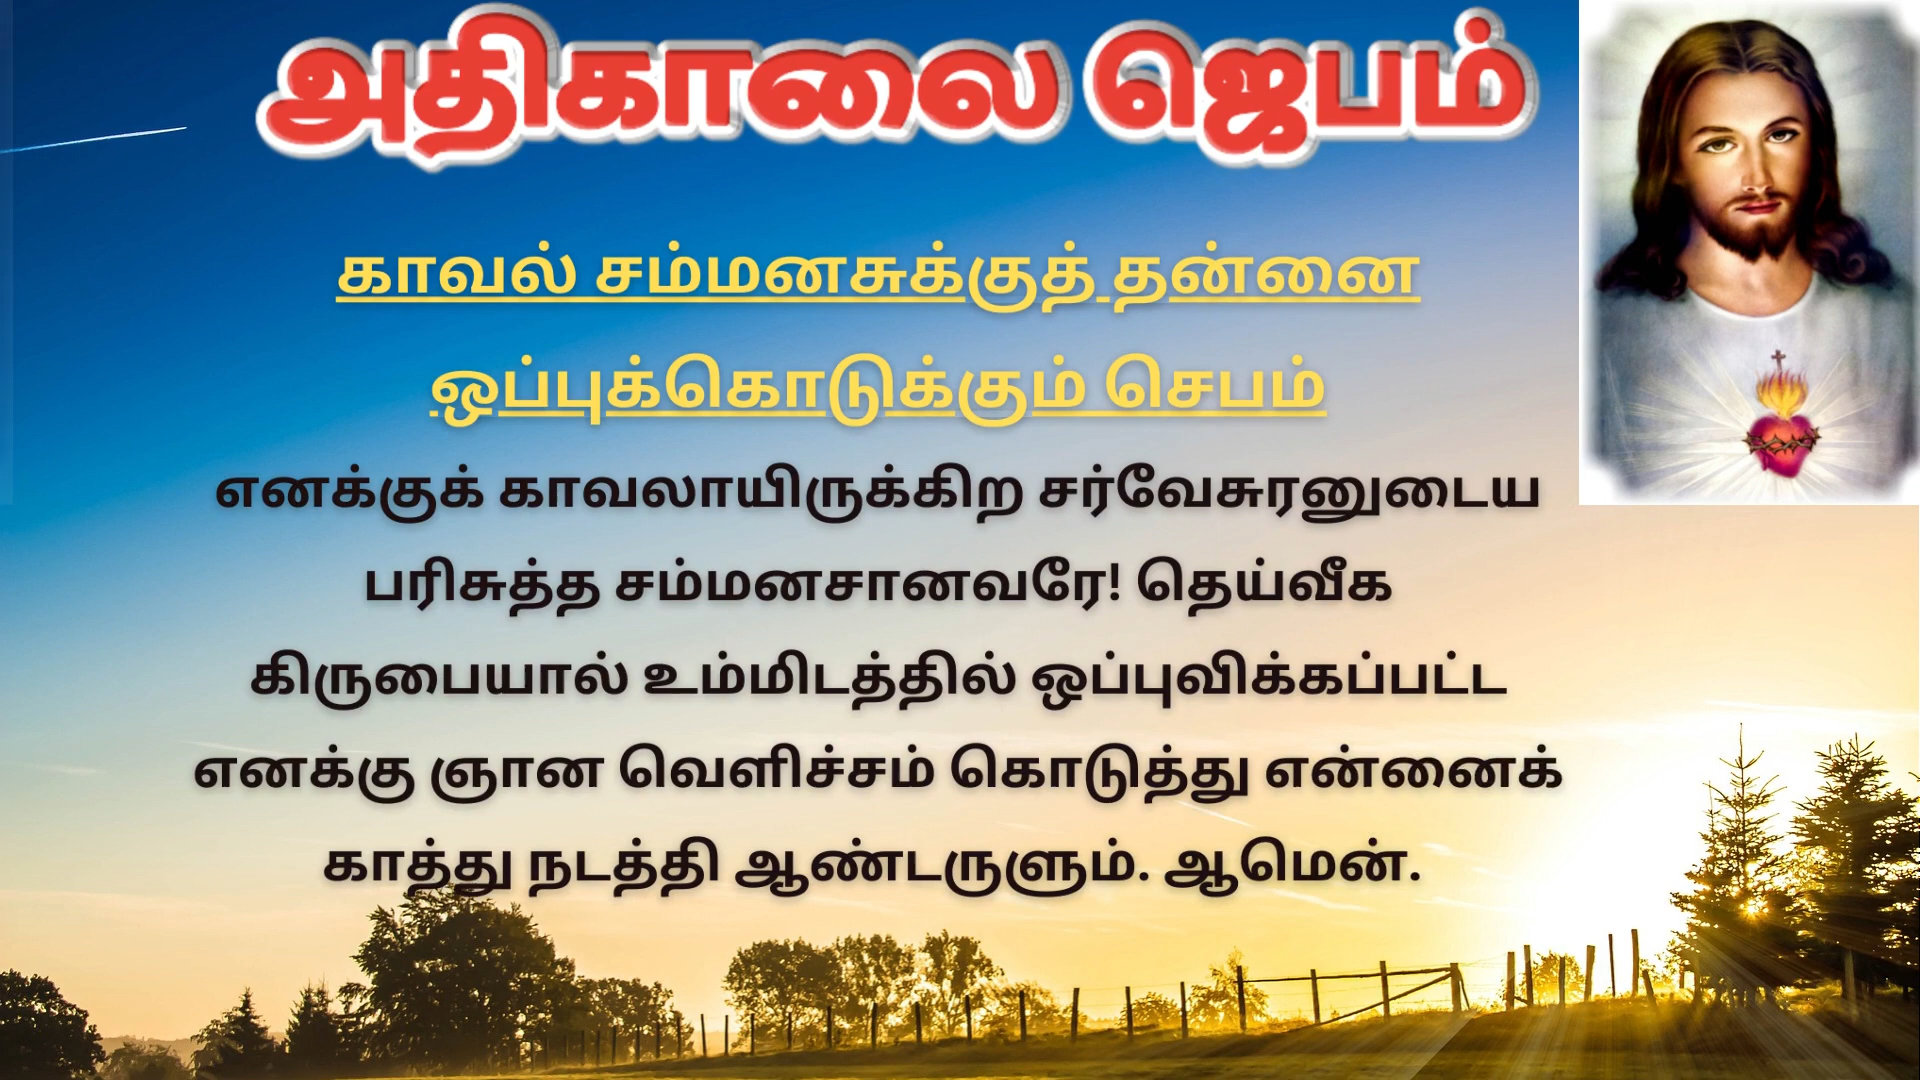 அதிகாலை ஜெபம்
காவல் சம்மனசுக்குத் தன்னை
ஒப்புக்கொடுக்கும் செபம்
எனக்குக் காவலாயிருக்கிற சர்வேசுரனுடைய
பரிசுத்த சம்மனசானவரே! தெய்வீக
கிருபையால் உம்மிடத்தில் ஒப்புவிக்கப்பட்ட
எனக்கு ஞான வெளிச்சம் கொடுத்து என்னைக்
காத்து நடத்தி ஆண்டருளும். ஆமென்.